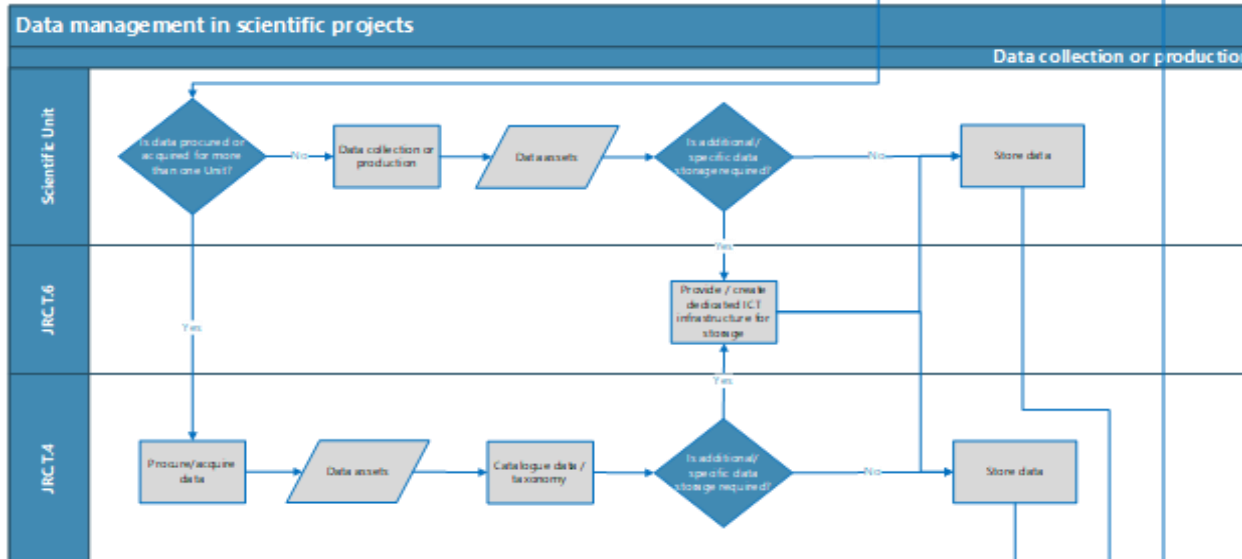 Data management in scientific projects
Data collection or production
Scientific Unit
Is data procured or
acquired for more
than one Unit?
No
Data collection or
production
Data assets
Is additional/
specific data
storage required?
No
Store data
Yes
JRC.T.6
Yes
Provide / create
dedicated ICT
infrastructure for
storage
Yes
JRC.T.4
Procure/acquire
data
Data assets
Catalogue data /
taxonomy
Is additional/
specific data
storage required?
No
Store data